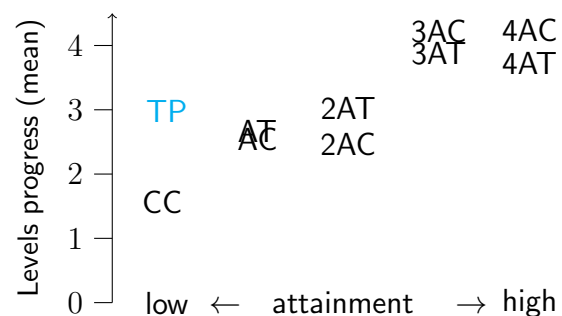 Levels progress (mean)
4
3
2
1
0
3AC
4AC
3AT
4AT
TP
2AT
AT
AC
2AC
CC
low ← attainment → high